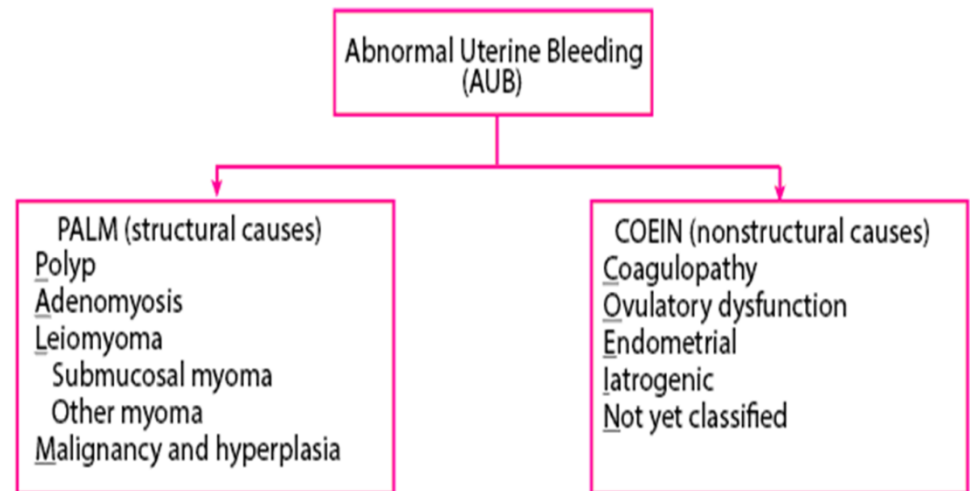 Abnormal Uterine Bleeding
(AUB)
PALM (structural causes)
Polyp
Adenomyosis
Leiomyoma
Submucosal myoma
Other myoma
Malignancy and hyperplasia
COEIN (nonstructural causes)
Coagulopathy
Ovulatory dysfunction
Endometrial
Iatrogenic
Not yet classified